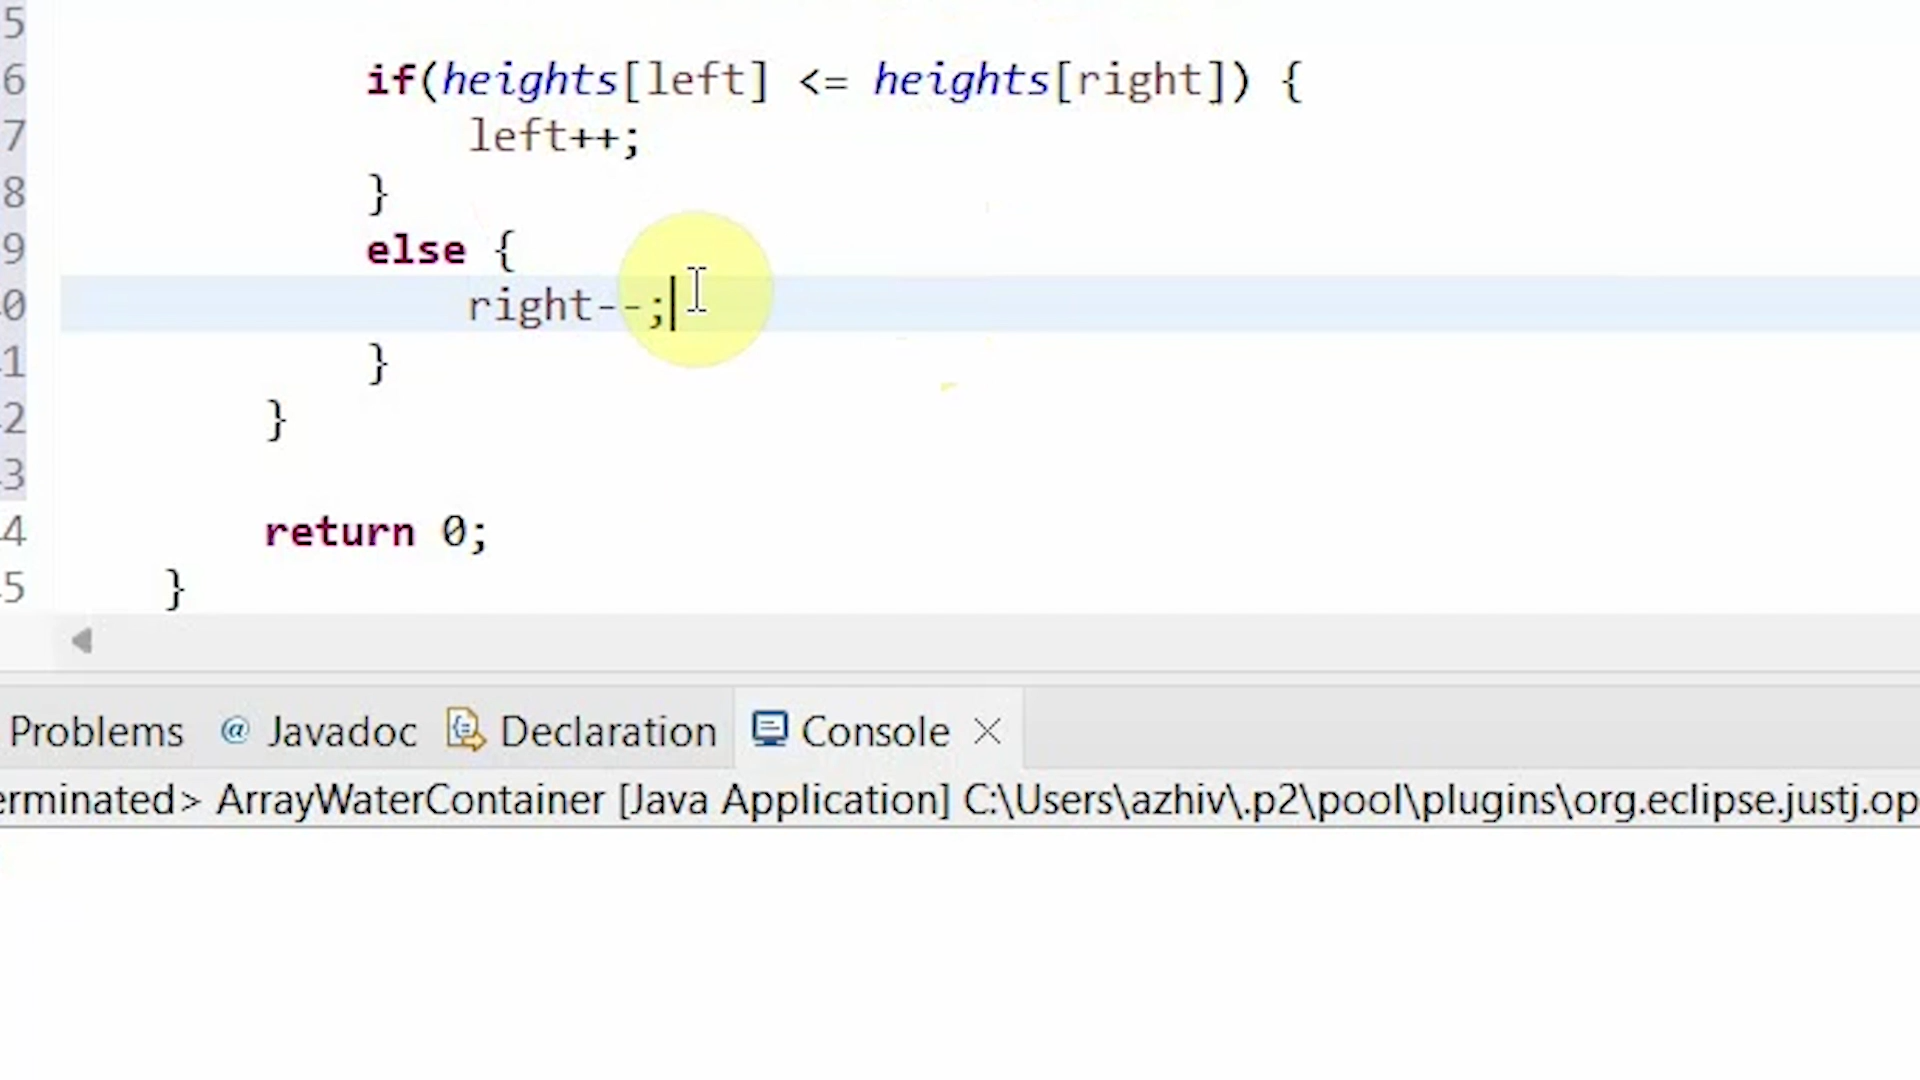 5
6 if(heights[left] <= heights[right]) {
7 left++;
8 }
9 else {
0 right--;
1 }
2 }
3
4 return 0;
5 }
Problems @ Javadoc Declaration Console
erminated> ArrayWaterContainer [Java Application] C:\Users\azhiv\.p2\pool\plugins\org.eclipse.justj.op